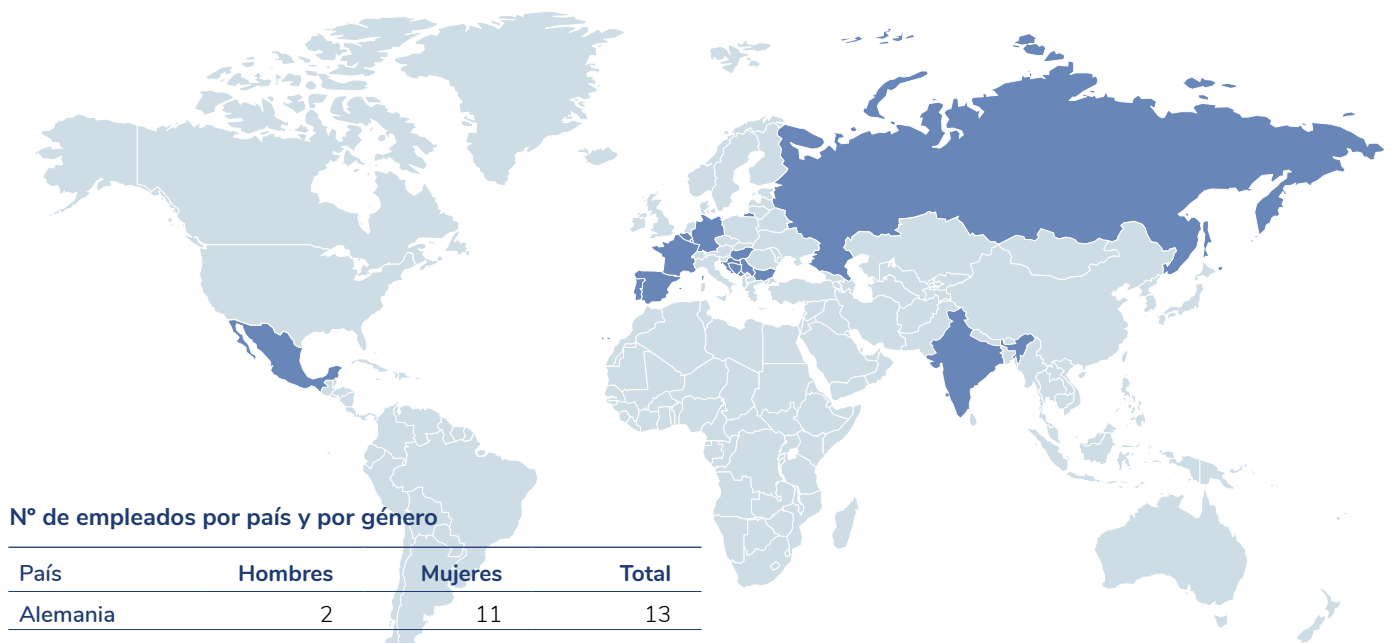 Nº de empleados por país y por género
País Hombres Mujeres Total
Alemania 2 11 13